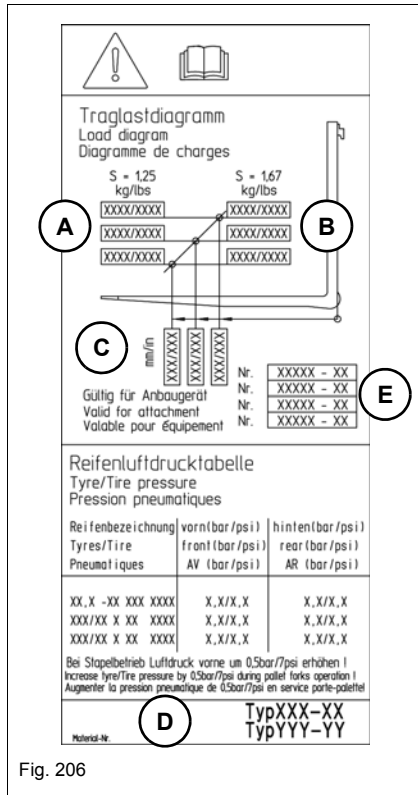 Traglastdiagramm
Load diagram
Diagramme de charges
S = 1,25 S = 1,67
kg/lbs kg/lbs
A XXXX/XXXX XXXX/XXXX B
XXXX/XXXX XXXX/XXXX
XXXX/XXXX XXXX/XXXX
C mm/in XXX/XXX XXX/XXX XXX/XXX
Gültig für Anbaugerät
Valid for attachment
Valable pour équipement
Nr. XXXXX - XX
Nr. XXXXX - XX
Nr. XXXXX - XX
Nr. XXXXX - XX
E
Reifenluftdrucktabelle
Tyre/Tire pressure
Pression pneumatiques
Reifenbezeichnung vorn(bar/psi) hinten(bar/psi)
Tyres/Tire front(bar/psi) rear(bar/psi)
Pneumatiques AV (bar/psi) AR (bar/psi)
XX,X -XX XXX XXXX X,X/X,X X,X/X,X
XXX/XX X XX XXXX X,X/X,X X,X/X,X
XXX/XX X XX XXXX X,X/X,X X,X/X,X
Bei Stapelbetrieb Luftdruck vorne um 0,5bar/7psi erhöhen !
Increase tyre/Tire pressure by 0,5bar/7psi during pallet forks operation !
Augmenter la pression pneumatique de 0,5bar/7psi en service porte-palette!
D
TypXXX-XX
TypYYY-YY
Material-Nr.
Fig. 206